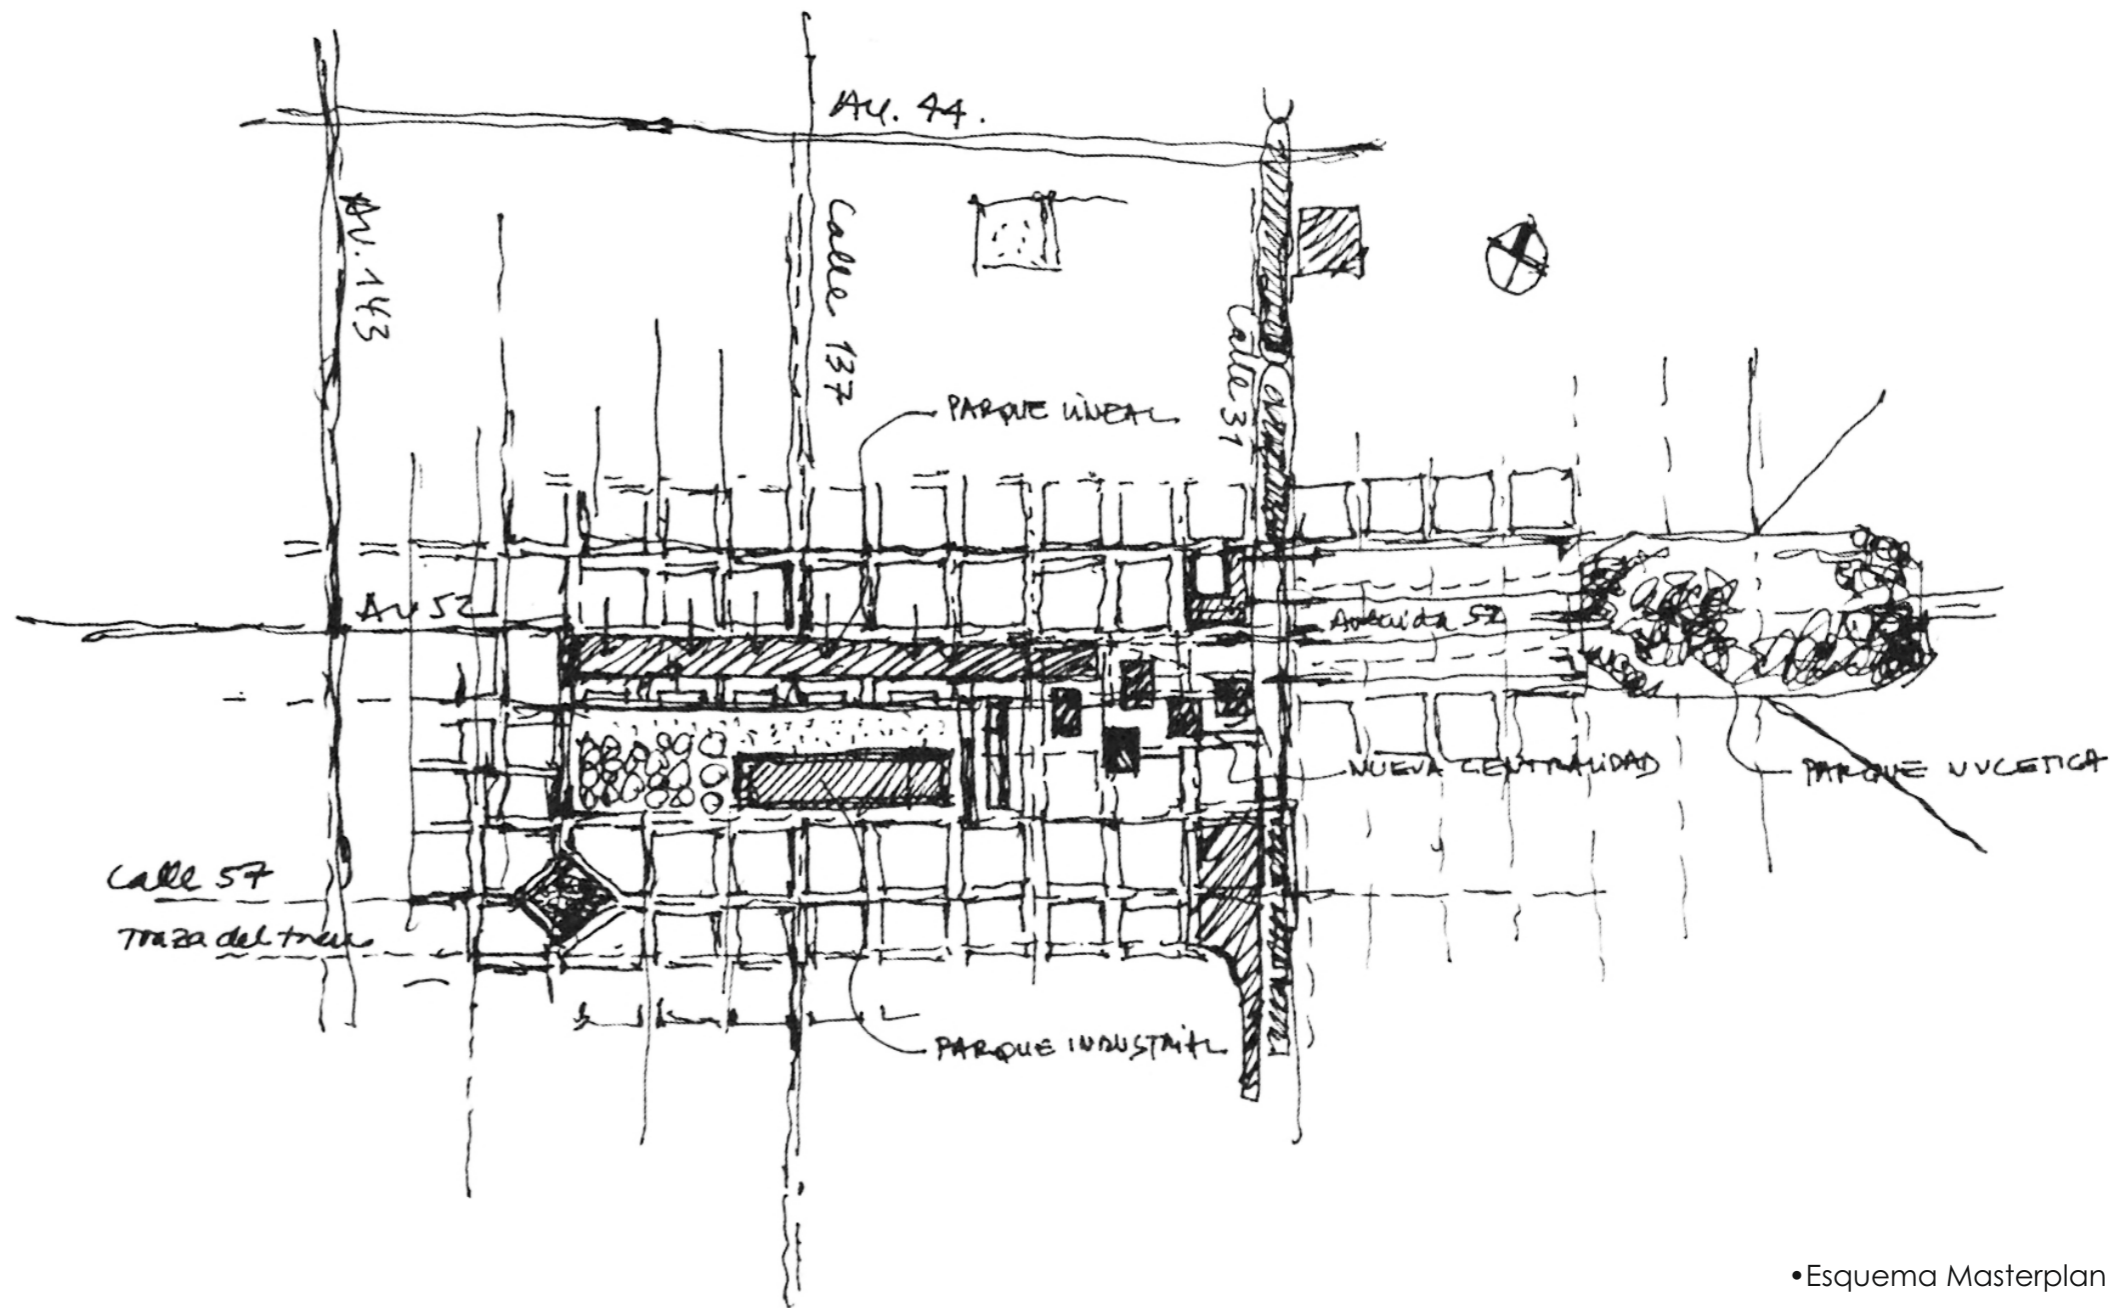 Av. 44.
Av. 143
Calle 137
Calle 31
PARQUE LINEAL
Av 52
Avenida 52
NUEVA CENTRALIDAD
PARQUE VUCETICH
Calle 57
Traza del tren
PARQUE INDUSTRIAL
•Esquema Masterplan